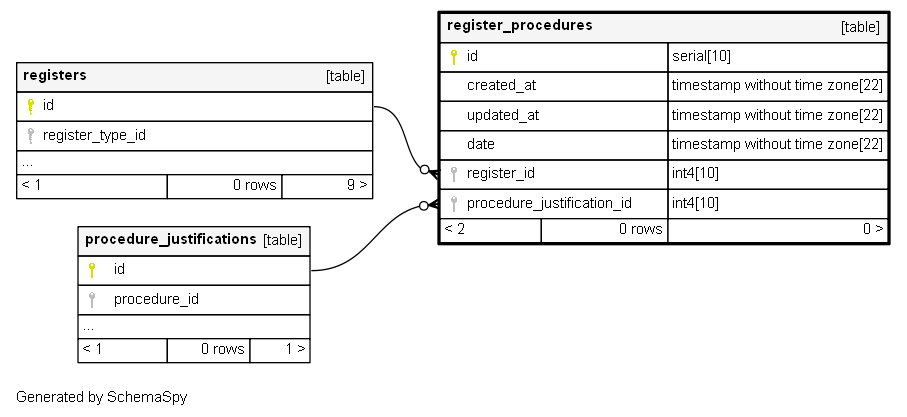 registers [table]
id
register_type_id
...
< 1 0 rows 9 >
procedure_justifications [table]
id
procedure_id
...
< 1 0 rows 1 >
register_procedures [table]
id serial[10]
created_at timestamp without time zone[22]
updated_at timestamp without time zone[22]
date timestamp without time zone[22]
register_id int4[10]
procedure_justification_id int4[10]
< 2 0 rows 0 >
Generated by SchemaSpy